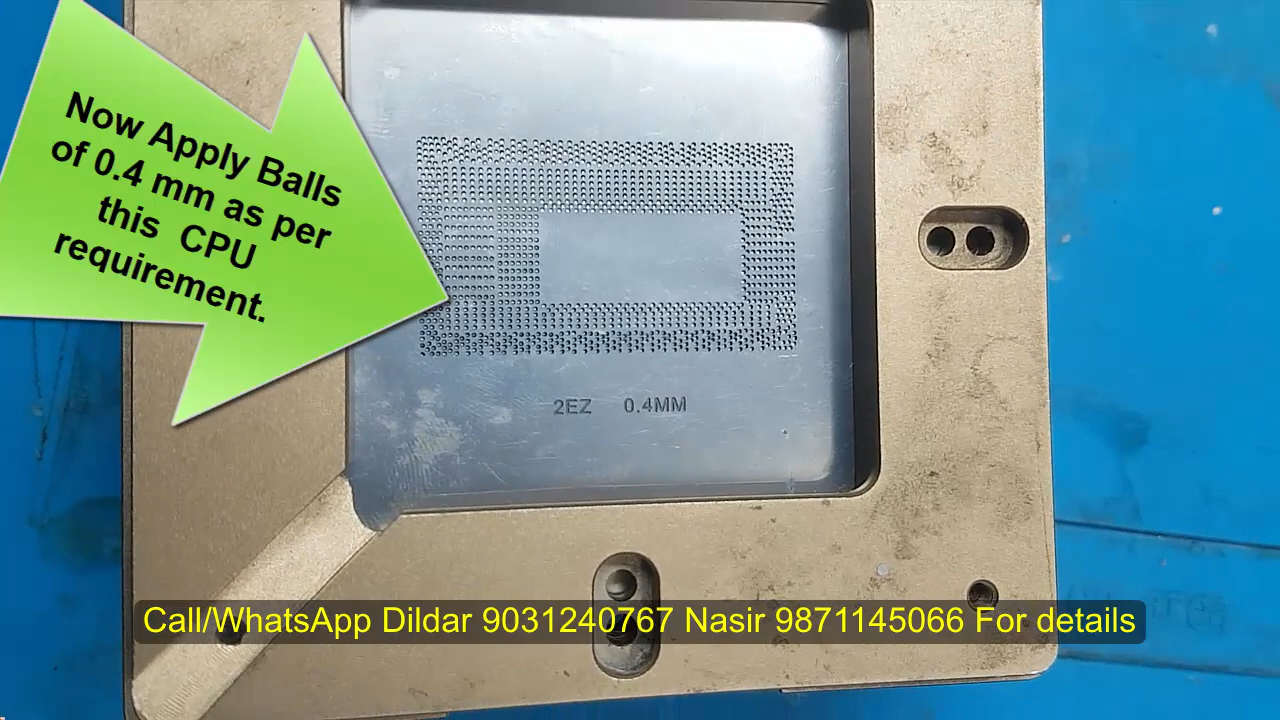 Now Apply Balls
of 0.4 mm as per
this CPU
requirement.
2EZ 0.4MM
Call/WhatsApp Dildar 9031240767 Nasir 9871145066 For details